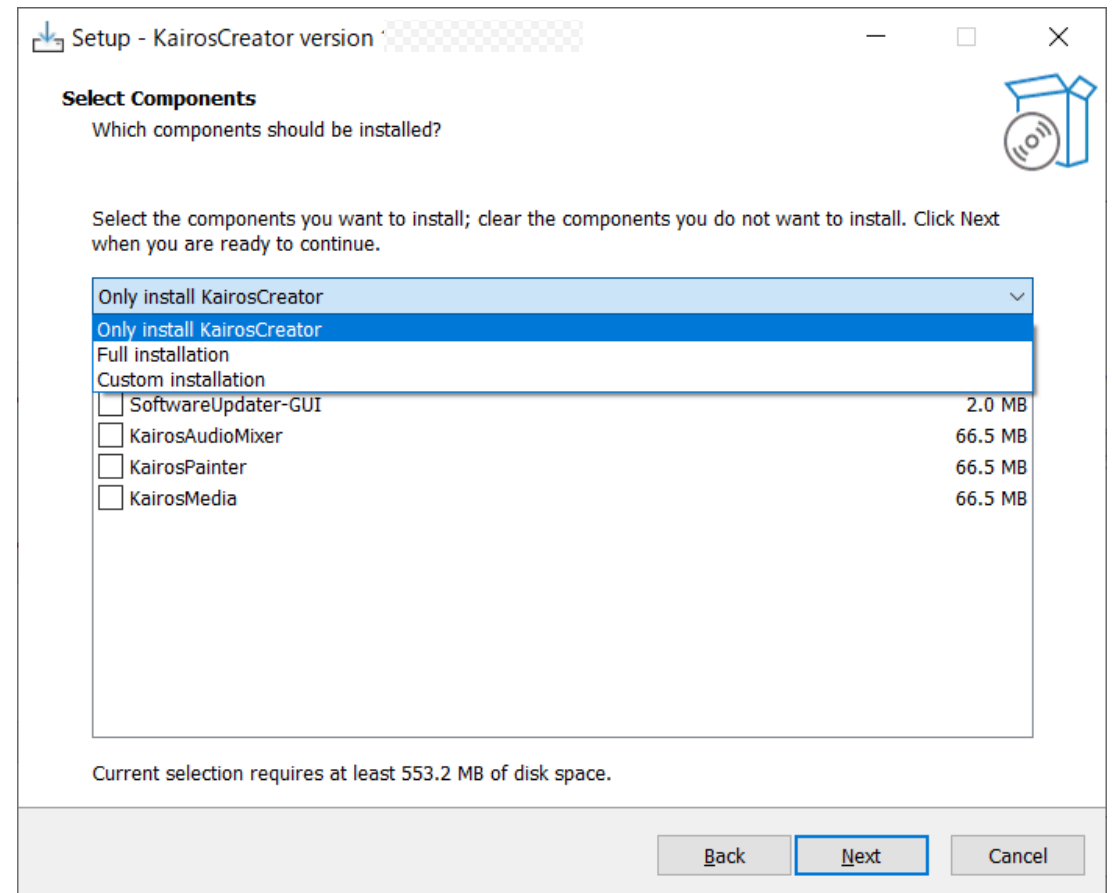 Setup - KairosCreator version
Select Components
Which components should be installed?
Select the components you want to install; clear the components you do not want to install. Click Next
when you are ready to continue.
Only install KairosCreator
Only install KairosCreator
Full installation
Custom installation
SoftwareUpdater-GUI 2.0 MB
KairosAudioMixer 66.5 MB
KairosPainter 66.5 MB
KairosMedia 66.5 MB
Current selection requires at least 553.2 MB of disk space.
Back Next Cancel